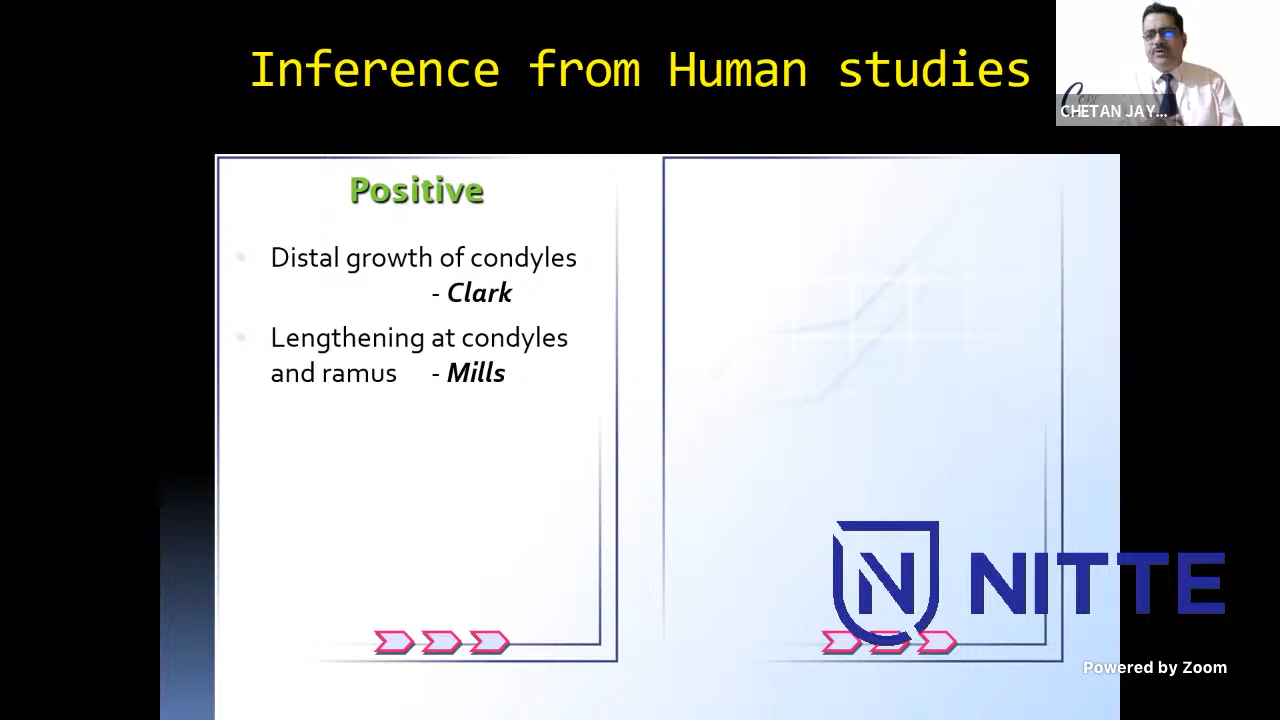 Inference from Human studies
CHETAN JAY...
Positive
Distal growth of condyles
- Clark
Lengthening at condyles
and ramus - Mills
N NITTE
Powered by Zoom